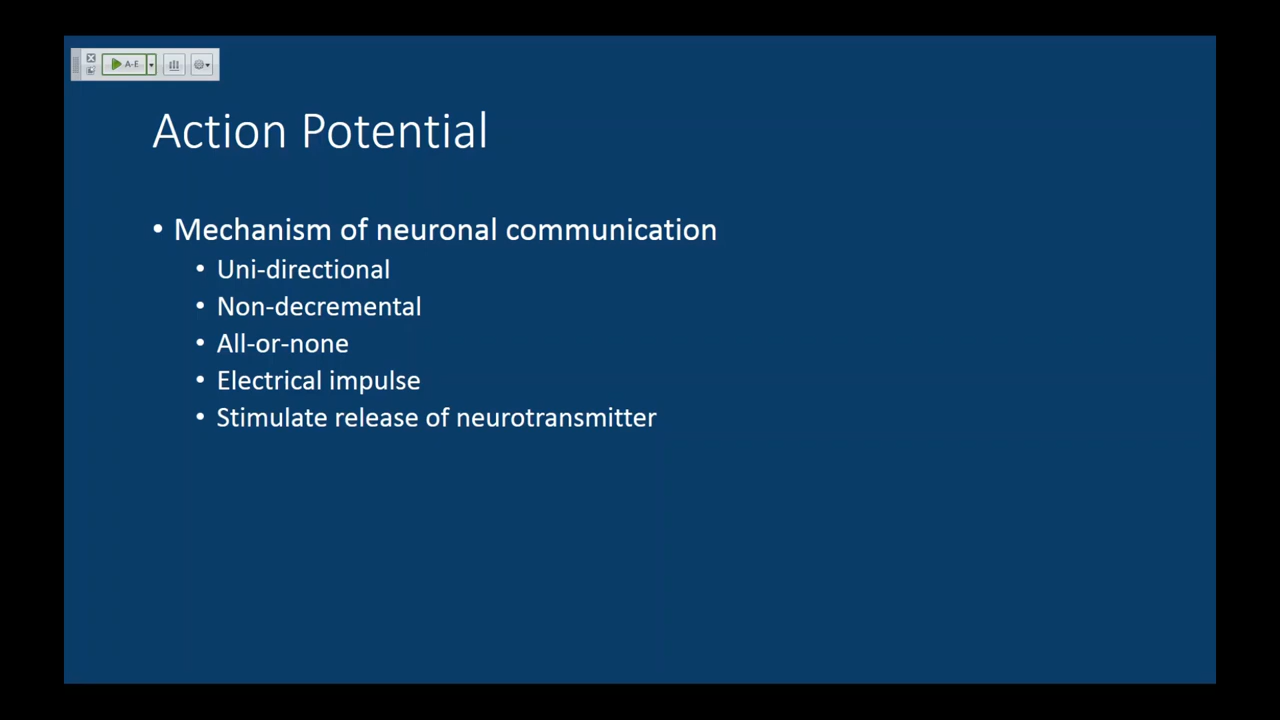 A-E
Action Potential
• Mechanism of neuronal communication
• Uni-directional
• Non-decremental
• All-or-none
• Electrical impulse
• Stimulate release of neurotransmitter